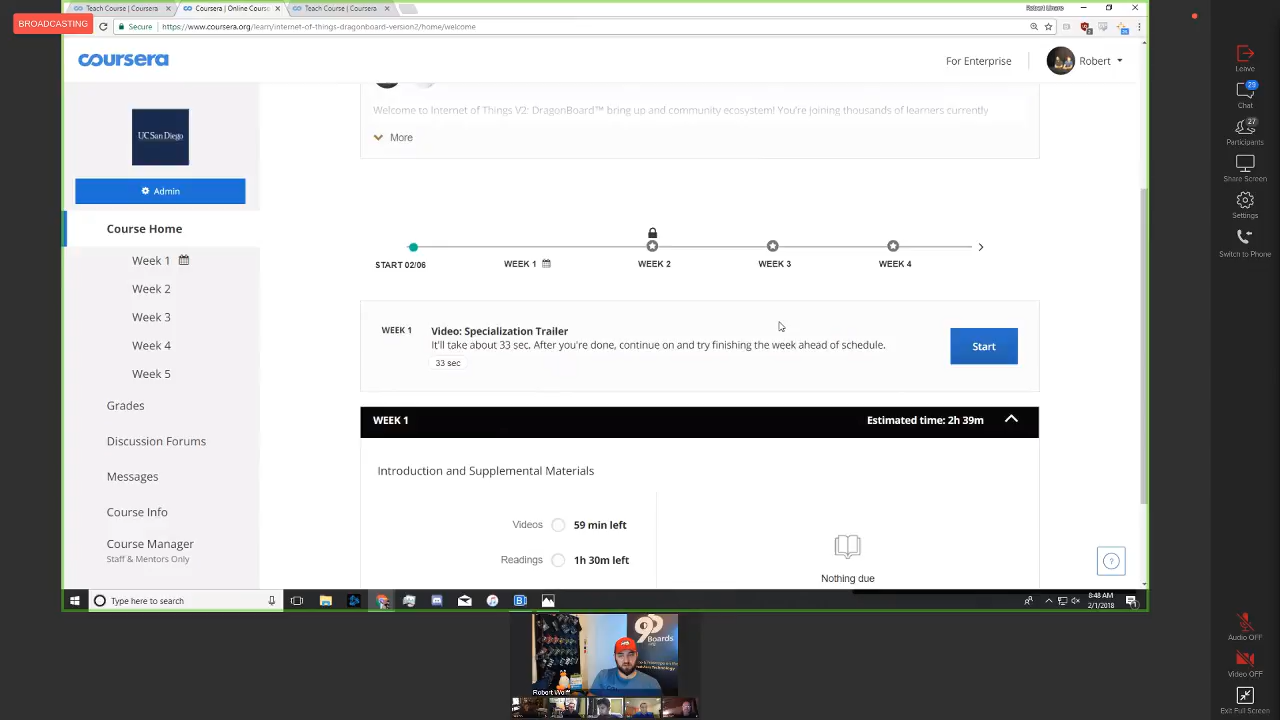 BROADCASTING
Teach Course | Coursera
Coursera | Online Course
Teach Course | Coursera
Secure
https://www.coursera.org/learn/internet-of-things-dragonboard-version2/home/welcome
coursera
For Enterprise
Robert
UC San Diego
Admin
Course Home
Week 1
Week 2
Week 3
Week 4
Week 5
Grades
Discussion Forums
Messages
Course Info
Course Manager
Staff & Mentors Only
Welcome to Internet of Things V2: DragonBoard™ bring up and community ecosystem! You're joining thousands of learners currently
More
START 02/06
WEEK 1
WEEK 2
WEEK 3
WEEK 4
WEEK 1
Video: Specialization Trailer
It'll take about 33 sec. After you're done, continue on and try finishing the week ahead of schedule.
33 sec
Start
WEEK 1
Estimated time: 2h 39m
Introduction and Supplemental Materials
Videos
59 min left
Readings
1h 30m left
Nothing due
?
Type here to search
8:48 AM
2/1/2018
Leave
29
Chat
27
Participants
Share Screen
Settings
Switch to Phone
Audio OFF
Video OFF
Exit Full Screen
96
Boards
Robert Wolff